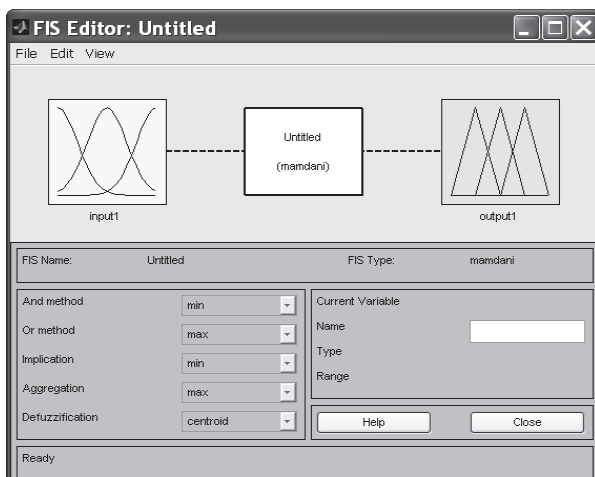 FIS Editor: Untitled
File Edit View
Untitled
(mamdani)
input1
output1
FIS Name: Untitled FIS Type: mamdani
And method min
Or method max
Implication min
Aggregation max
Defuzzification centroid
Current Variable
Name
Type
Range
Help Close
Ready